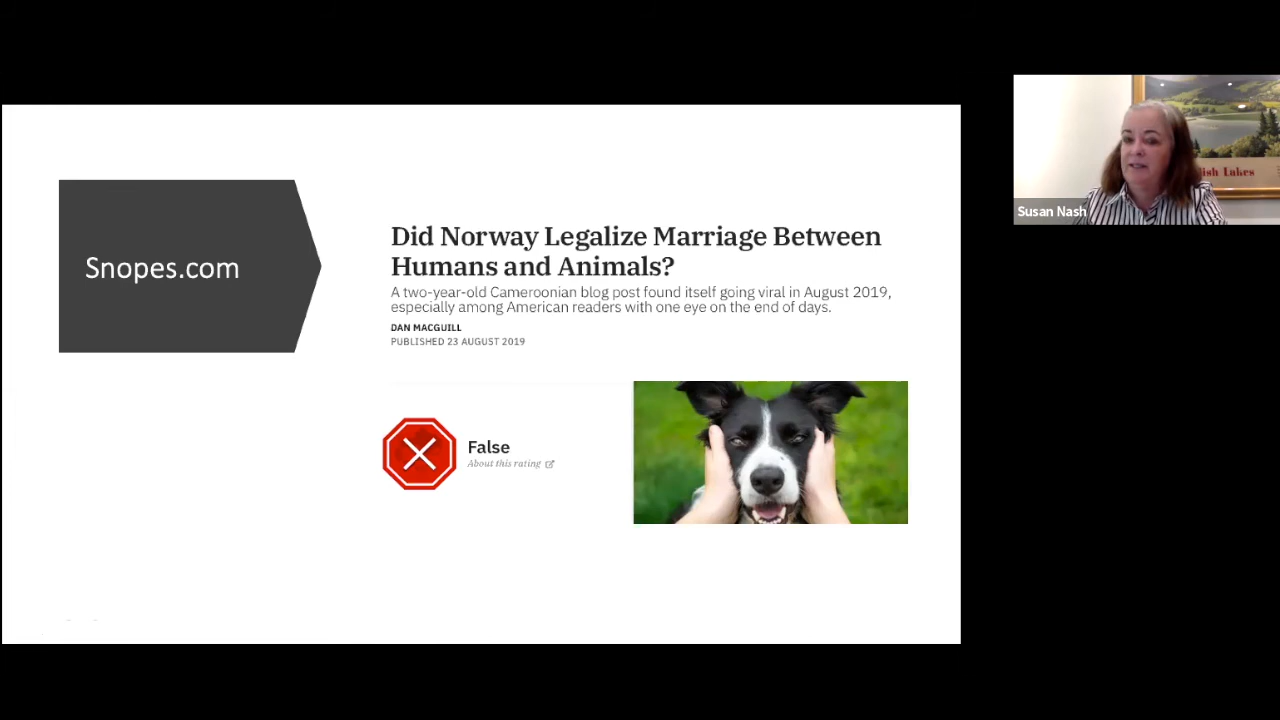 Snopes.com
Did Norway Legalize Marriage Between
Humans and Animals?
A two-year-old Cameroonian blog post found itself going viral in August 2019,
especially among American readers with one eye on the end of days.
DAN MACGUILL
PUBLISHED 23 AUGUST 2019
False
About this rating
ish Lakes
Susan Nash